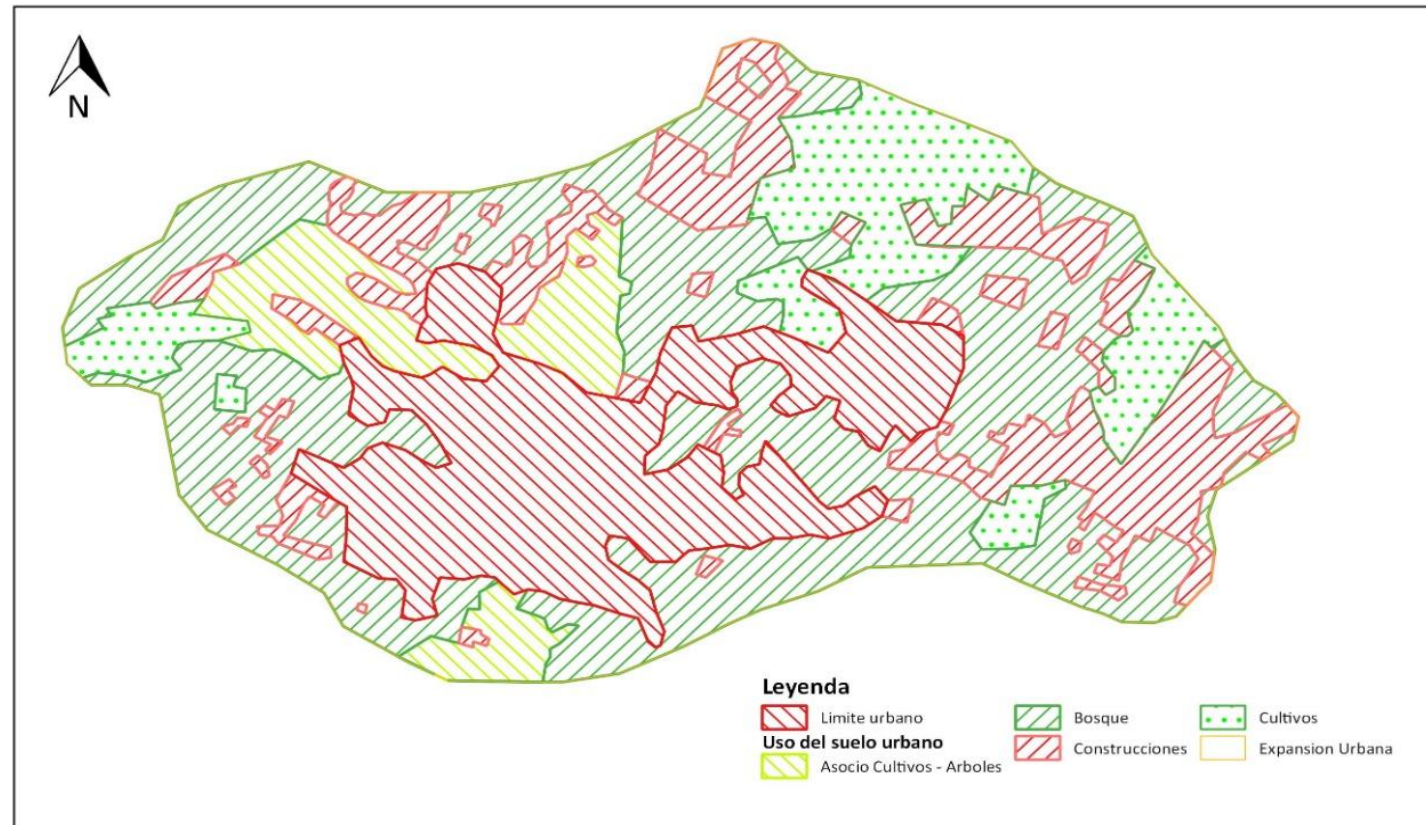 N
Leyenda
Limite urbano
Uso del suelo urbano
Asocio Cultivos - Arboles
Bosque
Construcciones
Cultivos
Expansion Urbana